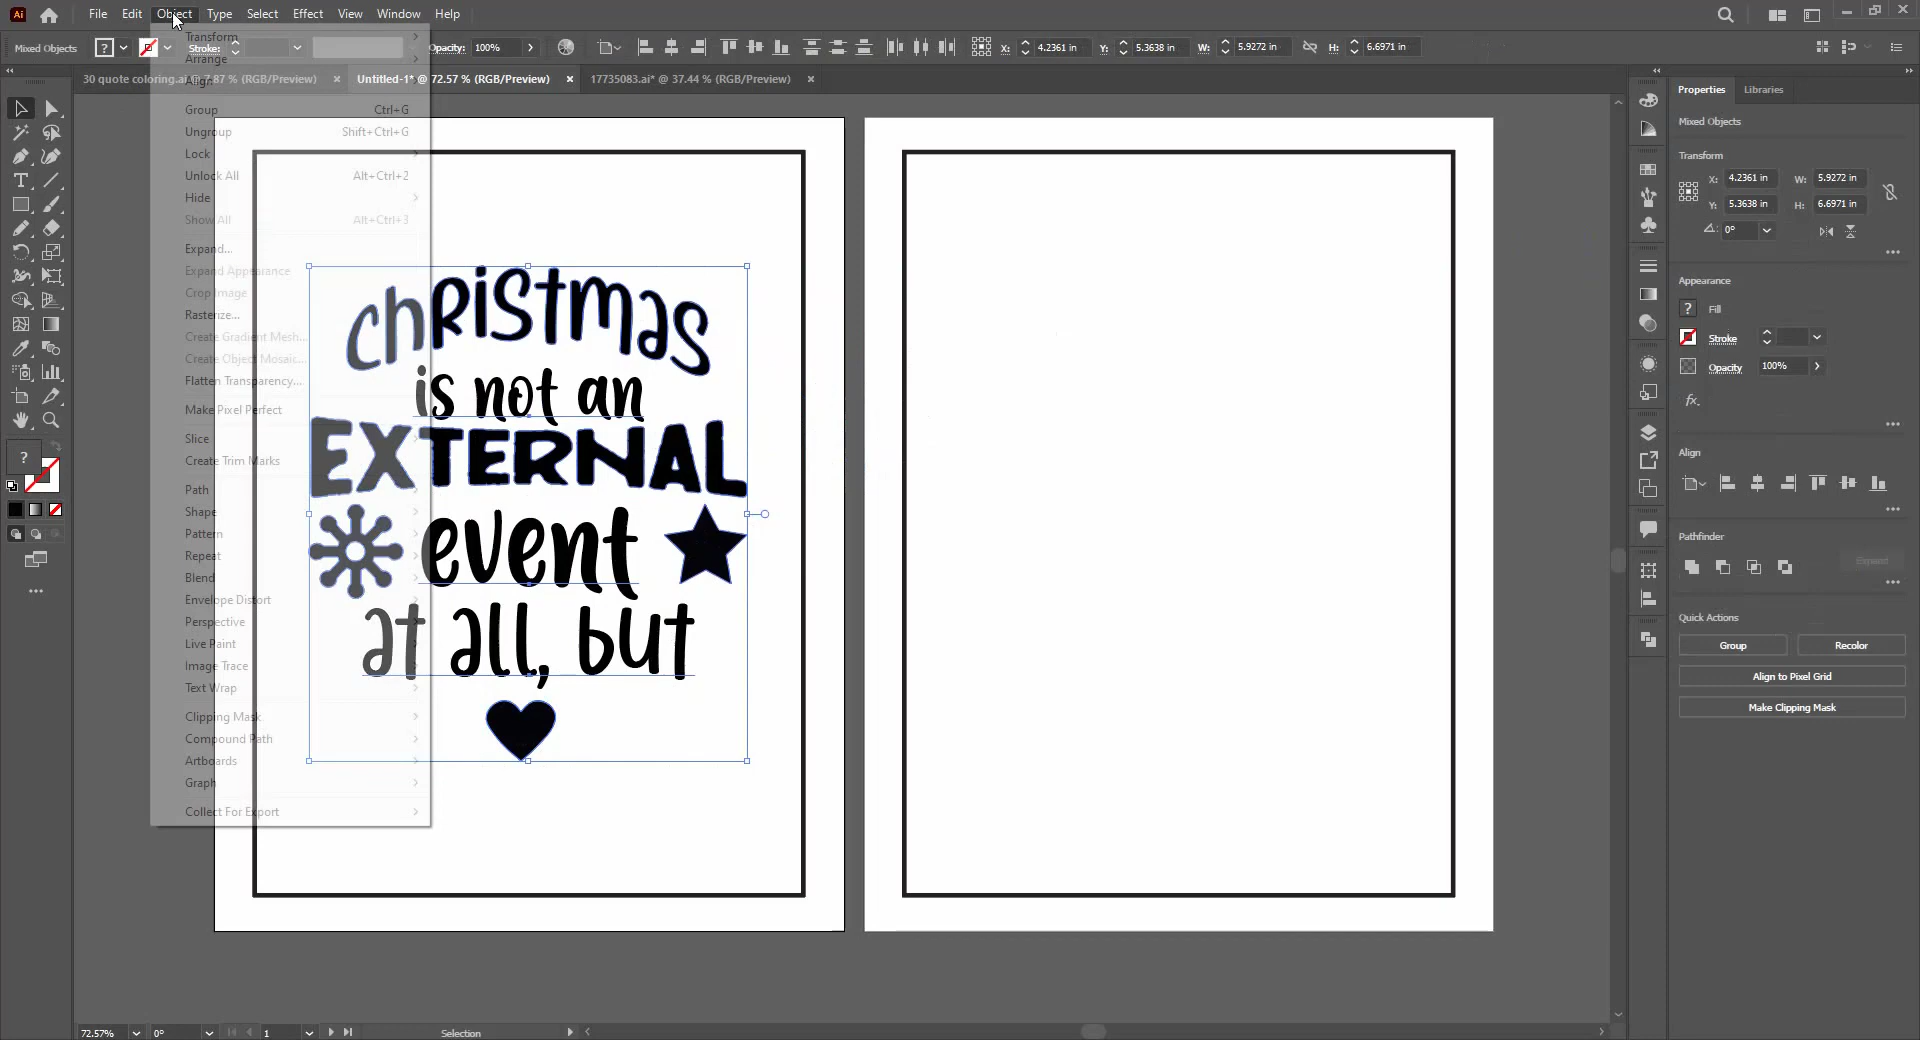 Ai File Edit Object Type Select Effect View Window Help
Mixed Objects ? Stroke: Opacity: 100% X: 4.2361 in Y: 5.3638 in W: 5.9272 in H: 6.6971 in
30 quote coloring.ai @ 7.87 % (RGB/Preview) × Untitled-1* @ 72.57 % (RGB/Preview) × 17735083.ai* @ 37.44 % (RGB/Preview) ×
Transform
Arrange
Align
Group Ctrl+G
Ungroup Shift+Ctrl+G
Lock
Unlock All Alt+Ctrl+2
Hide
Show All Alt+Ctrl+3
Expand...
Expand Appearance
Crop Image
Rasterize...
Create Gradient Mesh...
Create Object Mosaic...
Flatten Transparency...
Make Pixel Perfect
Slice
Create Trim Marks
Path
Shape
Pattern
Repeat
Blend
Envelope Distort
Perspective
Live Paint
Image Trace
Text Wrap
Clipping Mask
Compound Path
Artboards
Graph
Collect For Export
christmas
is not an
EXTERNAL
event
at all, but
Properties Libraries
Mixed Objects
Transform
X: 4.2361 in W: 5.9272 in
Y: 5.3638 in H: 6.6971 in
0°
Appearance
? Fill
Stroke
Opacity 100%
fx.
Align
Pathfinder
Expand
Quick Actions
Group Recolor
Align to Pixel Grid
Make Clipping Mask
?
72.57% 0° 1 Selection